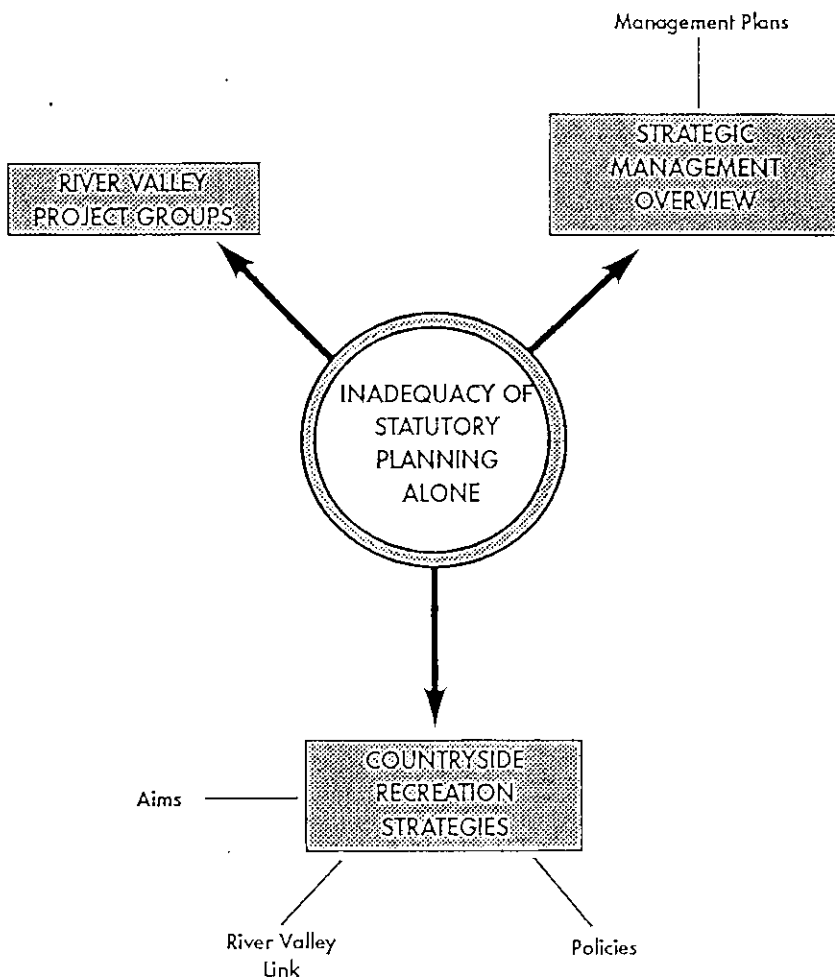 Management Plans
STRATEGIC
MANAGEMENT
OVERVIEW
RIVER VALLEY
PROJECT GROUPS
INADEQUACY OF
STATUTORY
PLANNING
ALONE
COUNTRYSIDE
RECREATION
STRATEGIES
Aims
River Valley
Link
Policies